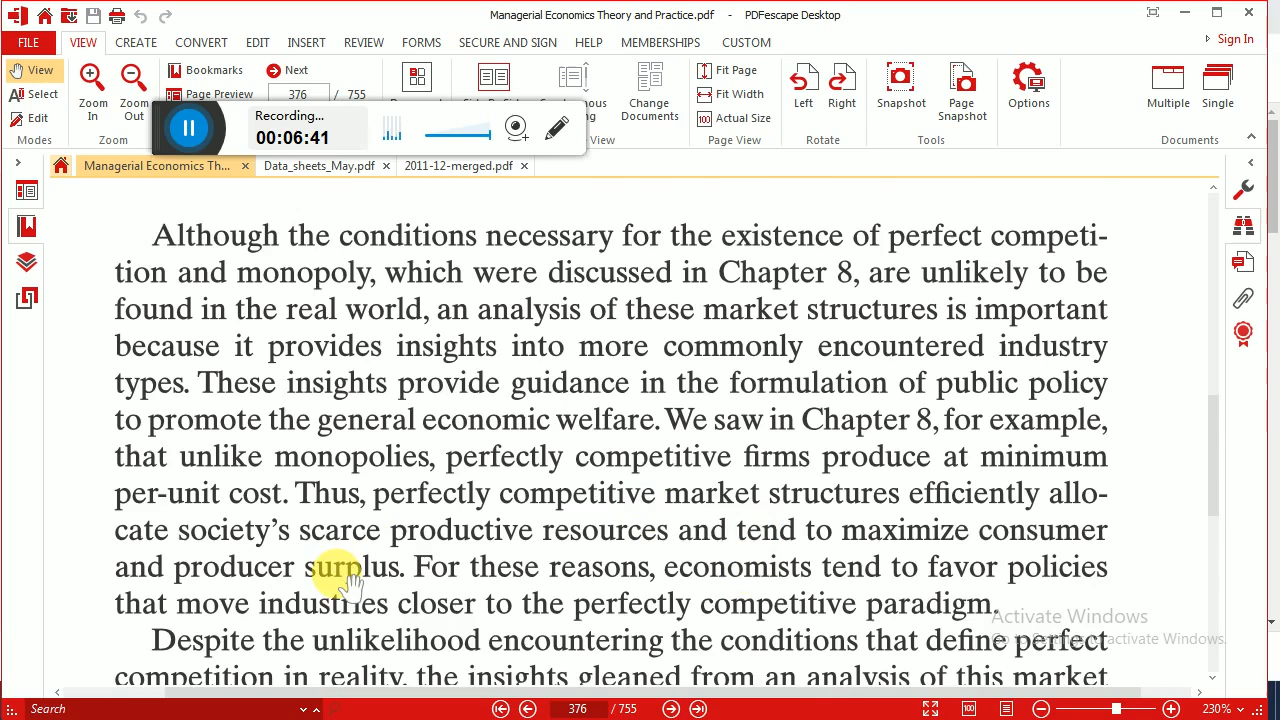 Managerial Economics Theory and Practice.pdf - PDFescape Desktop
FILE VIEW CREATE CONVERT EDIT INSERT REVIEW FORMS SECURE AND SIGN HELP MEMBERSHIPS CUSTOM Sign In
View
Select
Edit
Modes
Zoom In
Zoom Out
Zoom
Bookmarks
Page Preview
Next
376 / 755
Recording...
00:06:41
Change Documents
View
Fit Page
Fit Width
100 Actual Size
Page View
Left
Right
Rotate
Snapshot
Page Snapshot
Tools
Options
Multiple
Single
Documents
Managerial Economics Th... × Data_sheets_May.pdf × 2011-12-merged.pdf ×
Although the conditions necessary for the existence of perfect competi-
tion and monopoly, which were discussed in Chapter 8, are unlikely to be
found in the real world, an analysis of these market structures is important
because it provides insights into more commonly encountered industry
types. These insights provide guidance in the formulation of public policy
to promote the general economic welfare. We saw in Chapter 8, for example,
that unlike monopolies, perfectly competitive firms produce at minimum
per-unit cost. Thus, perfectly competitive market structures efficiently allo-
cate society's scarce productive resources and tend to maximize consumer
and producer surplus. For these reasons, economists tend to favor policies
that move industries closer to the perfectly competitive paradigm.
Despite the unlikelihood encountering the conditions that define perfect
competition in reality, the insights gleaned from an analysis of this market
Activate Windows
Go to Settings to activate Windows.
Search
376 / 755
100
230%